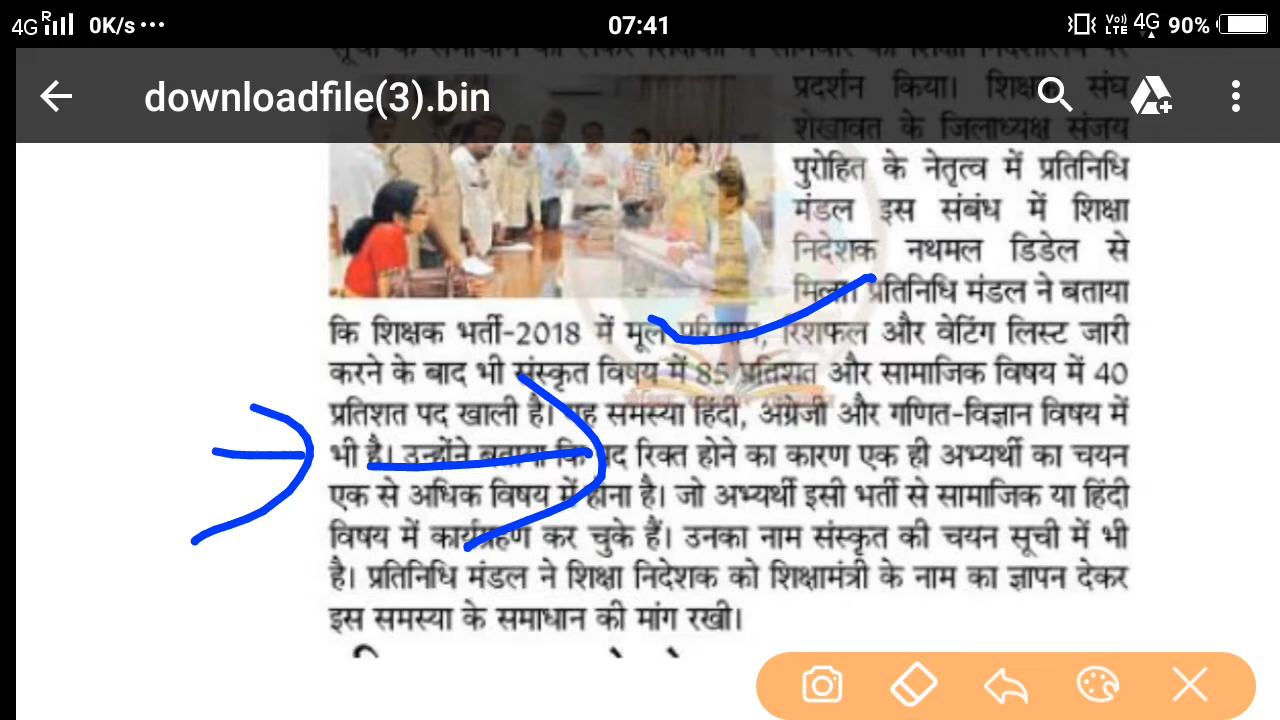 4G R 0K/s ... 07:41 Vo)) LTE 4G 90%
downloadfile(3).bin
प्रदर्शन किया। शिक्षक संघ
शेखावत के जिलाध्यक्ष संजय
पुरोहित के नेतृत्व में प्रतिनिधि
मंडल इस संबंध में शिक्षा
निदेशक नथमल डिडेल से
मिला। प्रतिनिधि मंडल ने बताया
कि शिक्षक भर्ती-2018 में मूल परिणाम, रिशफल और वेटिंग लिस्ट जारी
करने के बाद भी संस्कृत विषय में 85 प्रतिशत और सामाजिक विषय में 40
प्रतिशत पद खाली है। यह समस्या हिंदी, अंग्रेजी और गणित-विज्ञान विषय में
भी है। उन्होंने बताया कि पद रिक्त होने का कारण एक ही अभ्यर्थी का चयन
एक से अधिक विषय में होना है। जो अभ्यर्थी इसी भर्ती से सामाजिक या हिंदी
विषय में कार्यग्रहण कर चुके हैं। उनका नाम संस्कृत की चयन सूची में भी
है। प्रतिनिधि मंडल ने शिक्षा निदेशक को शिक्षामंत्री के नाम का ज्ञापन देकर
इस समस्या के समाधान की मांग रखी।